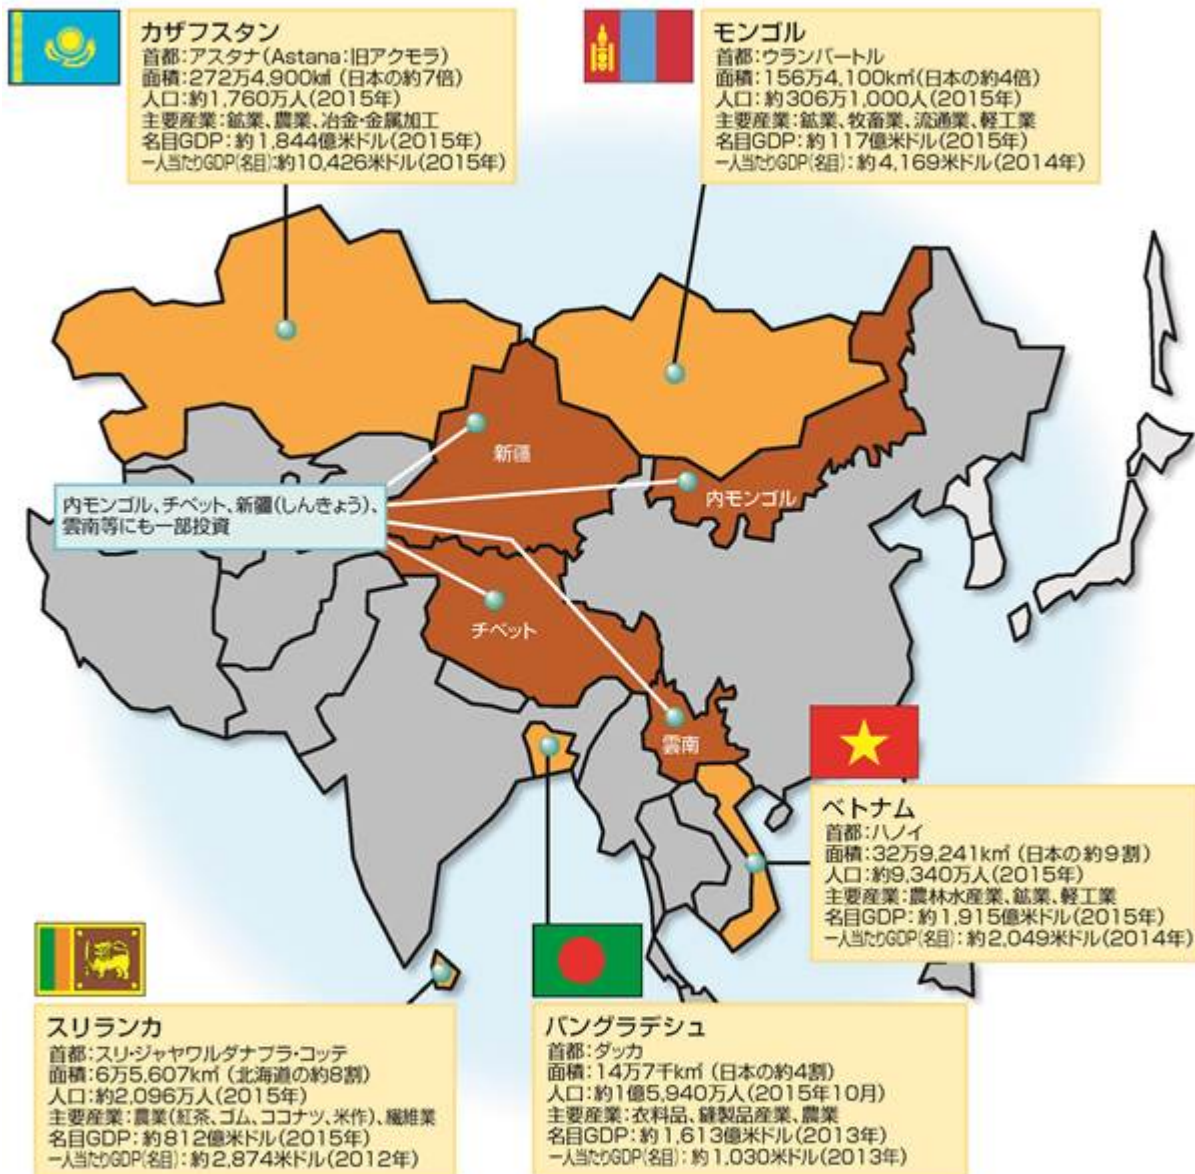 カザフスタン
首都：アスタナ（Astana：旧アクモラ）
面積：272万4,900㎢（日本の約7倍）
人口：約1,760万人（2015年）
主要産業：鉱業、農業、冶金・金属加工
名目GDP：約1,844億米ドル（2015年）
一人当たりGDP（名目）：約10,426米ドル（2015年）
モンゴル
首都：ウランバートル
面積：156万4,100k㎡（日本の約4倍）
人口：約306万1,000人（2015年）
主要産業：鉱業、牧畜業、流通業、軽工業
名目GDP：約117億米ドル（2015年）
一人当たりGDP（名目）：約4,169米ドル（2014年）
新疆
内モンゴル
内モンゴル、チベット、新疆（しんきょう）、
雲南等にも一部投資
チベット
雲南
ベトナム
首都：ハノイ
面積：32万9,241k㎡（日本の約9割）
人口：約9,340万人（2015年）
主要産業：農林水産業、鉱業、軽工業
名目GDP：約1,915億米ドル（2015年）
一人当たりGDP（名目）：約2,049米ドル（2014年）
スリランカ
首都：スリ・ジャヤワルダナプラ・コッテ
面積：6万5,607k㎡（北海道の約8割）
人口：約2,096万人（2015年）
主要産業：農業（紅茶、ゴム、ココナツ、米作）、繊維業
名目GDP：約812億米ドル（2015年）
一人当たりGDP（名目）：約2,874米ドル（2012年）
バングラデシュ
首都：ダッカ
面積：14万7千k㎡（日本の約4割）
人口：約1億5,940万人（2015年10月）
主要産業：衣料品、縫製品産業、農業
名目GDP：約1,613億米ドル（2013年）
一人当たりGDP（名目）：約1,030米ドル（2013年）